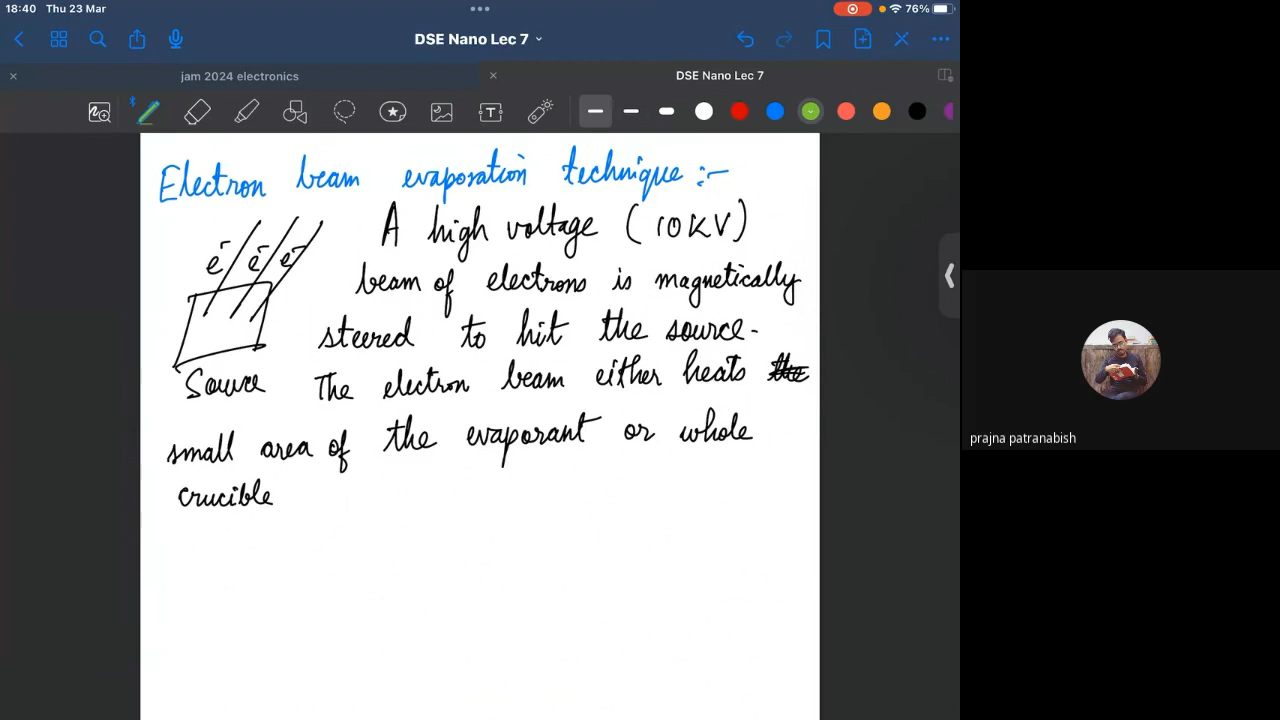 18:40 Thu 23 Mar
76%
DSE Nano Lec 7
jam 2024 electronics
DSE Nano Lec 7
Electron beam evaporation technique :-
A high voltage (10KV)
e⁻ e⁻ e⁻
beam of electrons is magnetically
steered to hit the source.
Source The electron beam either heats the
small area of the evaporant or whole
crucible
prajna patranabish